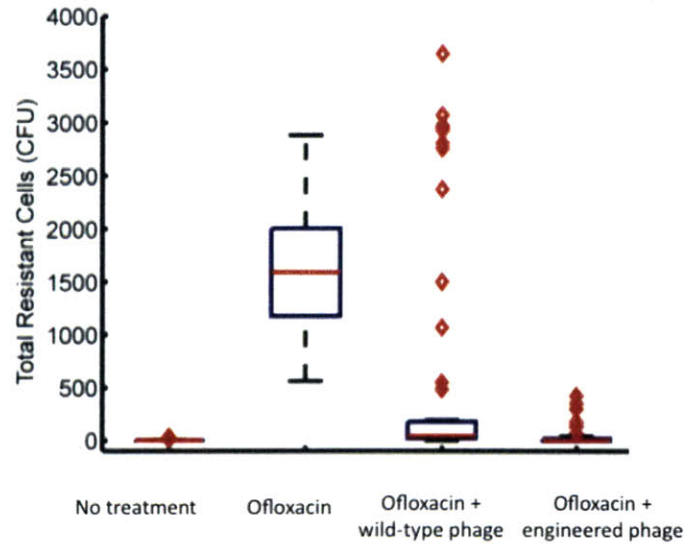 4000
3500
3000
2500
2000
1500
1000
500
0
Total Resistant Cells (CFU)
No treatment
Ofloxacin
Ofloxacin +
wild-type phage
Ofloxacin +
engineered phage